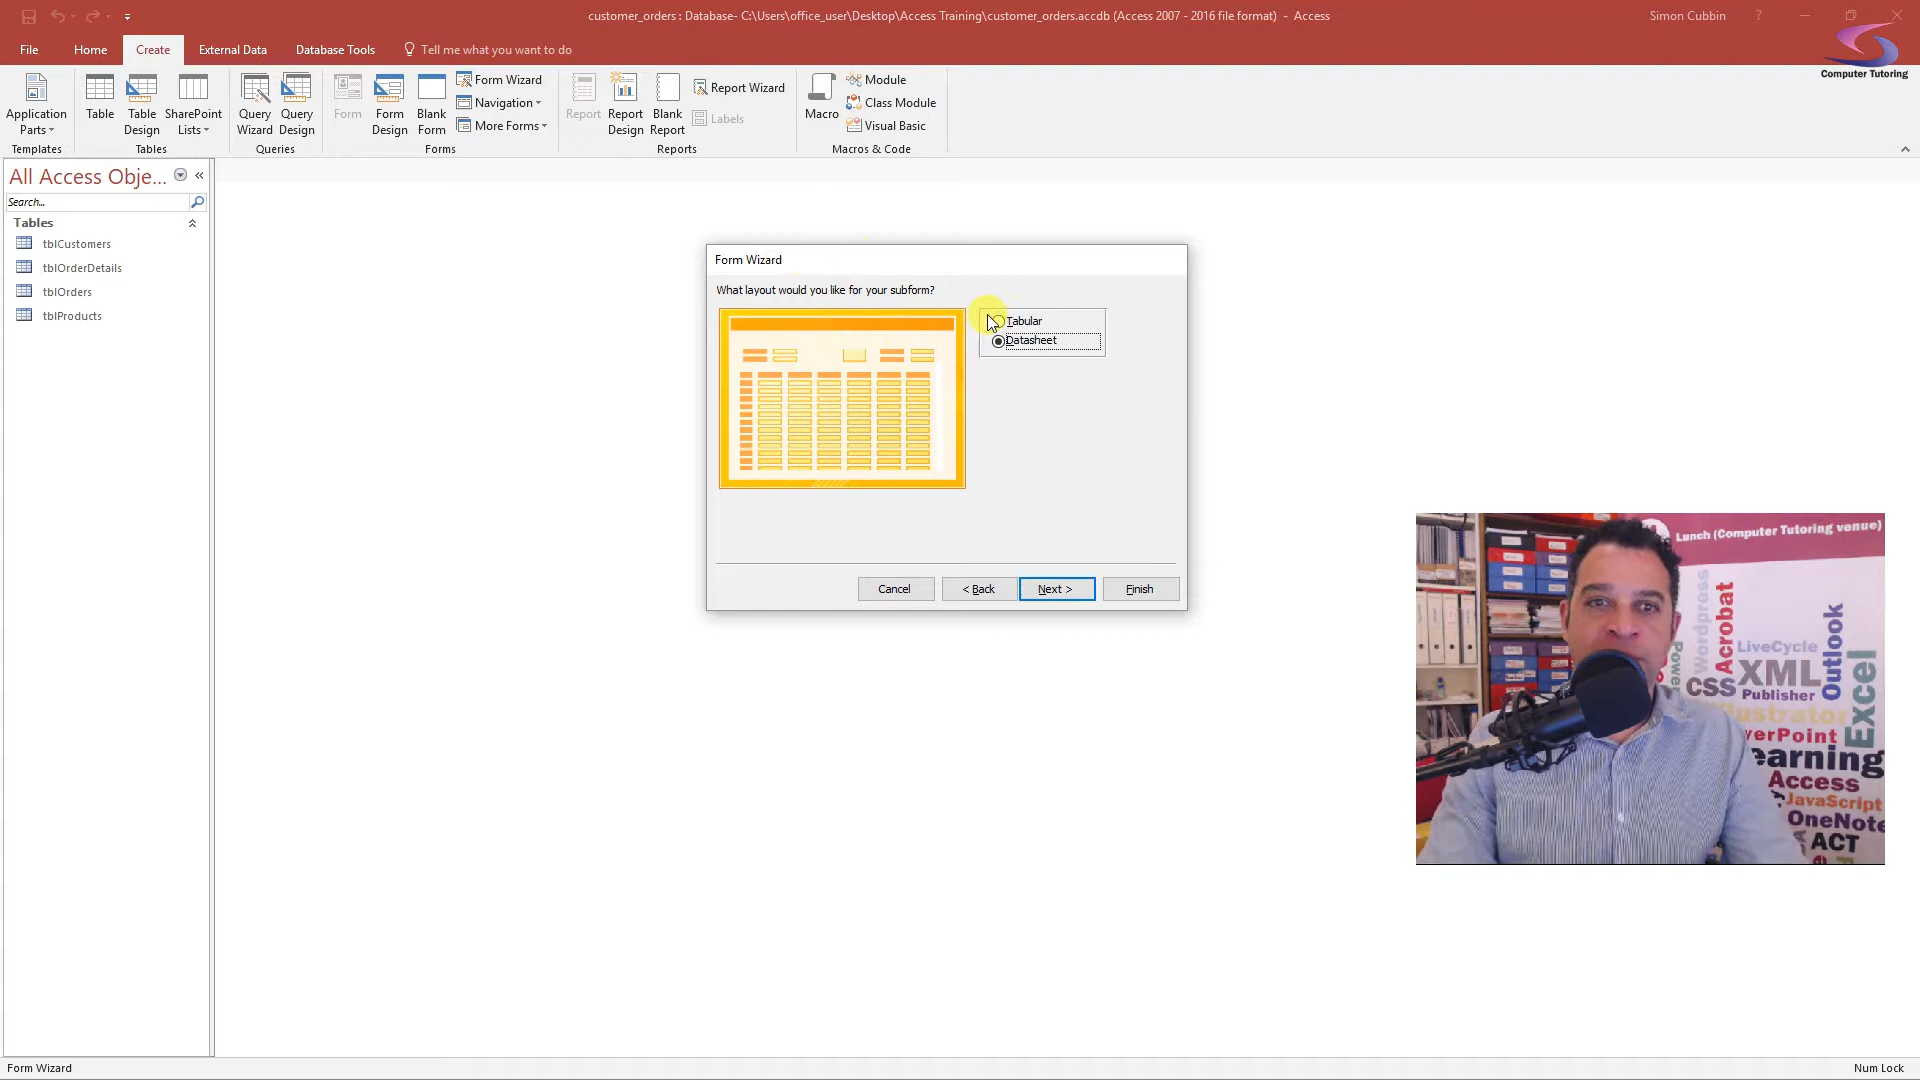 customer_orders : Database- C:\Users\office_user\Desktop\Access Training\customer_orders.accdb (Access 2007 - 2016 file format) - Access
Simon Cubbin
?
File
Home
Create
External Data
Database Tools
Tell me what you want to do
Computer Tutoring
Application Parts
Table
Table Design
SharePoint Lists
Query Wizard
Query Design
Form
Form Design
Blank Form
Form Wizard
Navigation
More Forms
Report
Report Design
Blank Report
Report Wizard
Labels
Macro
Module
Class Module
Visual Basic
Templates
Tables
Queries
Forms
Reports
Macros & Code
All Access Obje...
Search...
Tables
tblCustomers
tblOrderDetails
tblOrders
tblProducts
Form Wizard
What layout would you like for your subform?
Tabular
Datasheet
Cancel
< Back
Next >
Finish
Lunch (Computer Tutoring venue)
Wordpress
Acrobat
LiveCycle
XML
CSS
Publisher
Outlook
Excel
earning
Access
JavaScript
ACT
Form Wizard
Num Lock